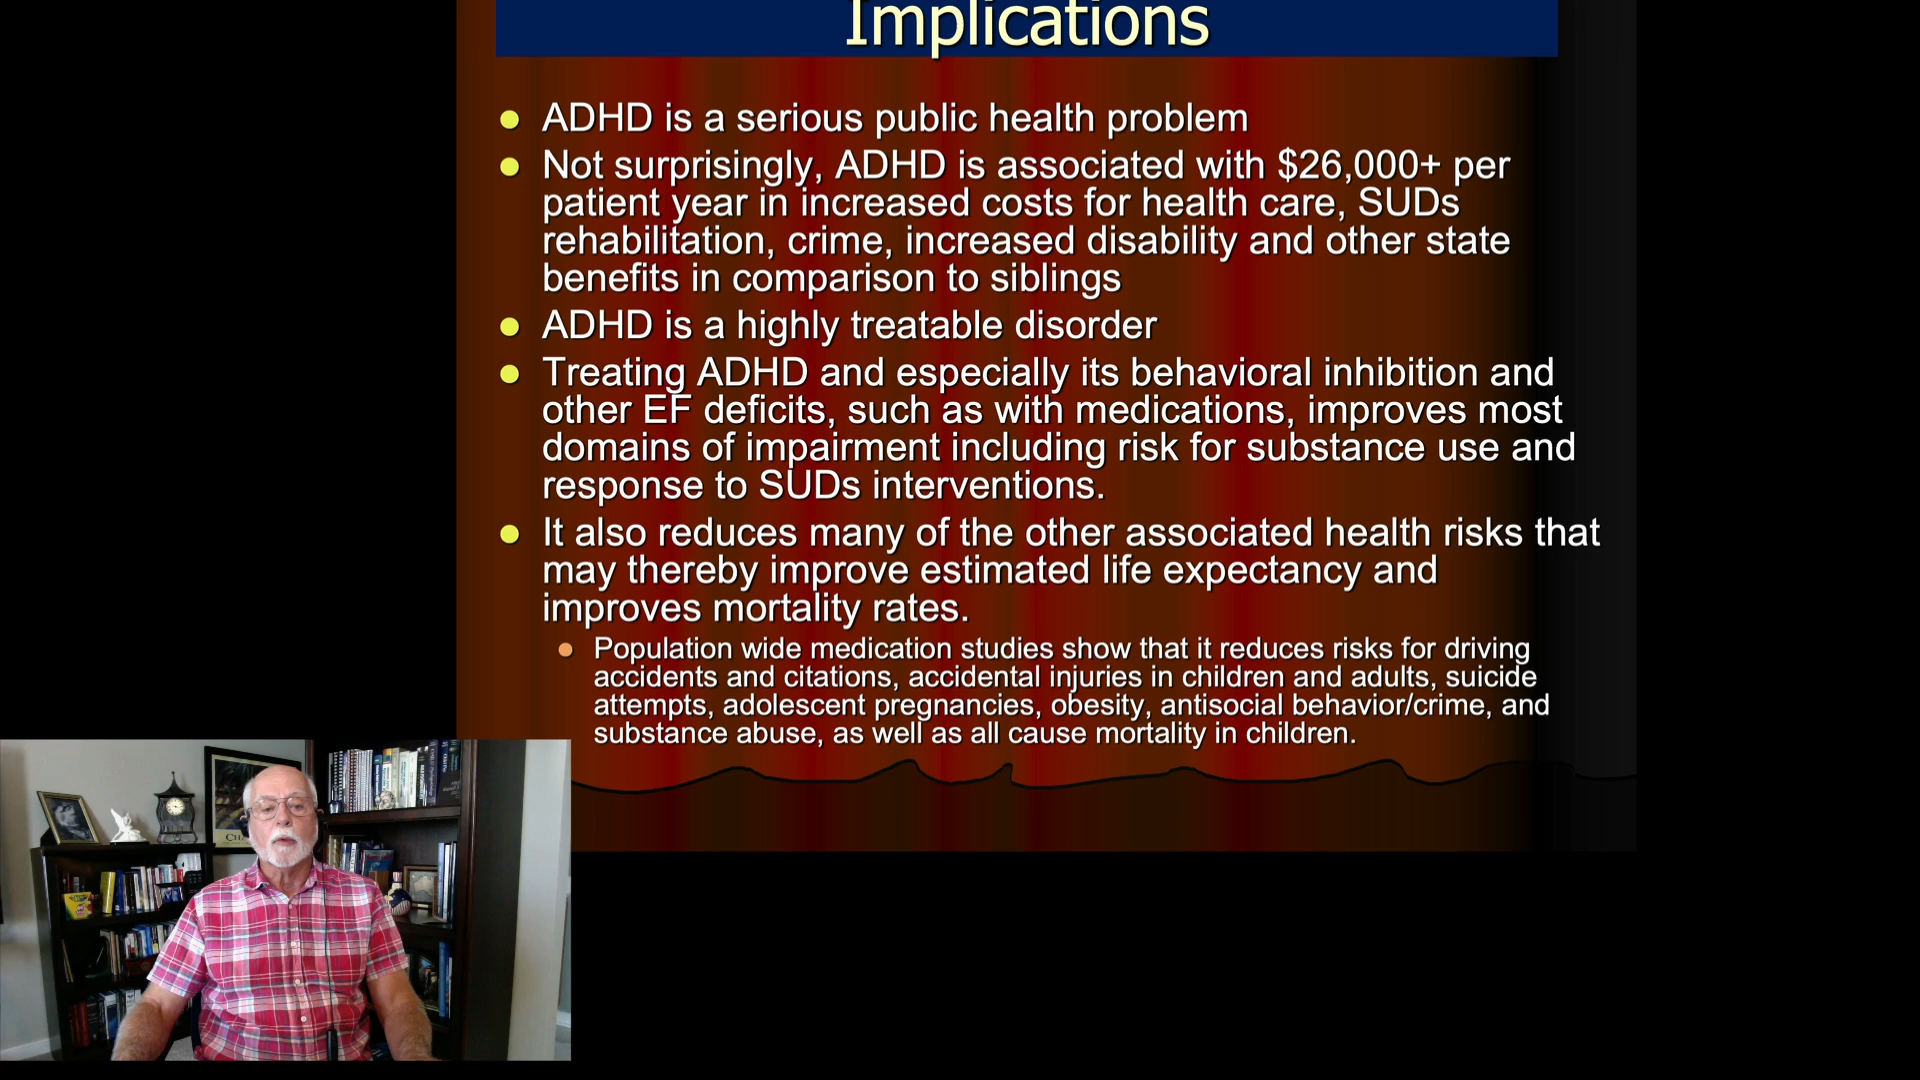 Implications
ADHD is a serious public health problem
Not surprisingly, ADHD is associated with $26,000+ per
patient year in increased costs for health care, SUDs
rehabilitation, crime, increased disability and other state
benefits in comparison to siblings
ADHD is a highly treatable disorder
Treating ADHD and especially its behavioral inhibition and
other EF deficits, such as with medications, improves most
domains of impairment including risk for substance use and
response to SUDs interventions.
It also reduces many of the other associated health risks that
may thereby improve estimated life expectancy and
improves mortality rates.
Population wide medication studies show that it reduces risks for driving
accidents and citations, accidental injuries in children and adults, suicide
attempts, adolescent pregnancies, obesity, antisocial behavior/crime, and
substance abuse, as well as all cause mortality in children.